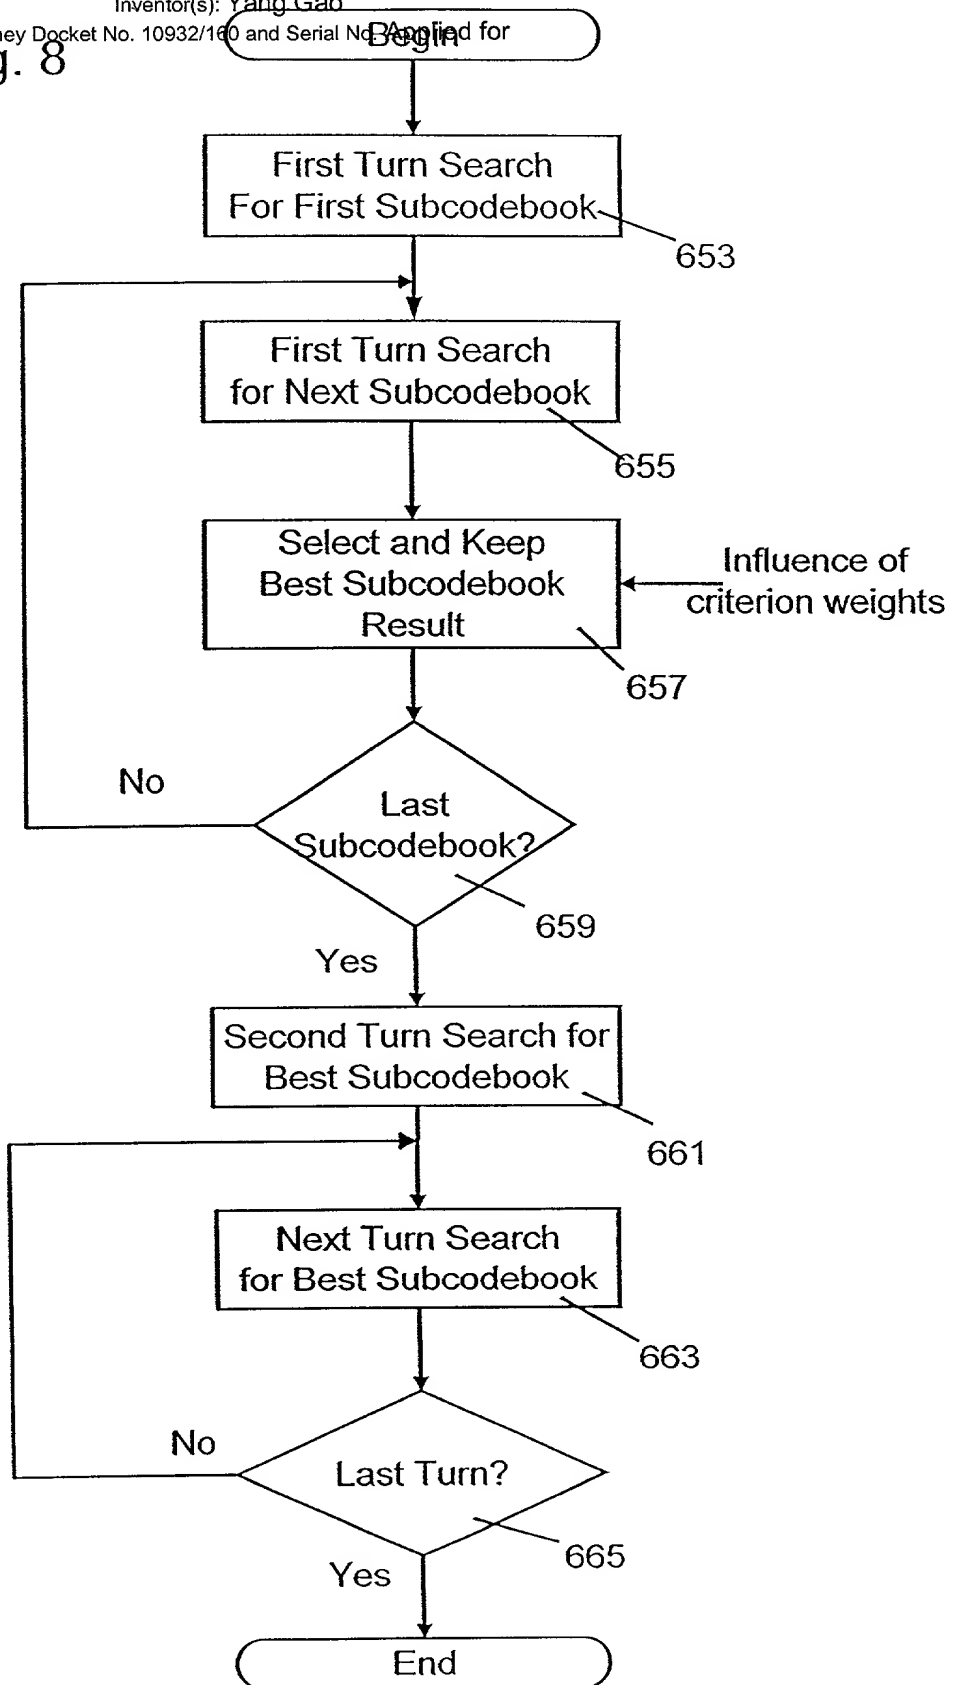 Inventor(s): Yang Gao
ney Docket No. 10932/160 and Serial No. Applied for
Begin
g. 8
First Turn Search
For First Subcodebook
653
First Turn Search
for Next Subcodebook
655
Select and Keep
Best Subcodebook
Result
Influence of
criterion weights
657
No
Last
Subcodebook?
659
Yes
Second Turn Search for
Best Subcodebook
661
Next Turn Search
for Best Subcodebook
663
No
Last Turn?
665
Yes
End